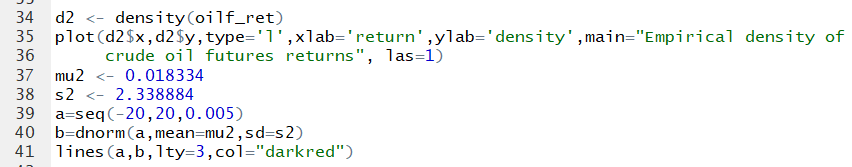 34 d2 <- density(oilf_ret)
35 plot(d2$x,d2$y,type='l',xlab='return',ylab='density',main="Empirical density of
36 crude oil futures returns", las=1)
37 mu2 <- 0.018334
38 s2 <- 2.338884
39 a=seq(-20,20,0.005)
40 b=dnorm(a,mean=mu2,sd=s2)
41 lines(a,b,lty=3,col="darkred")